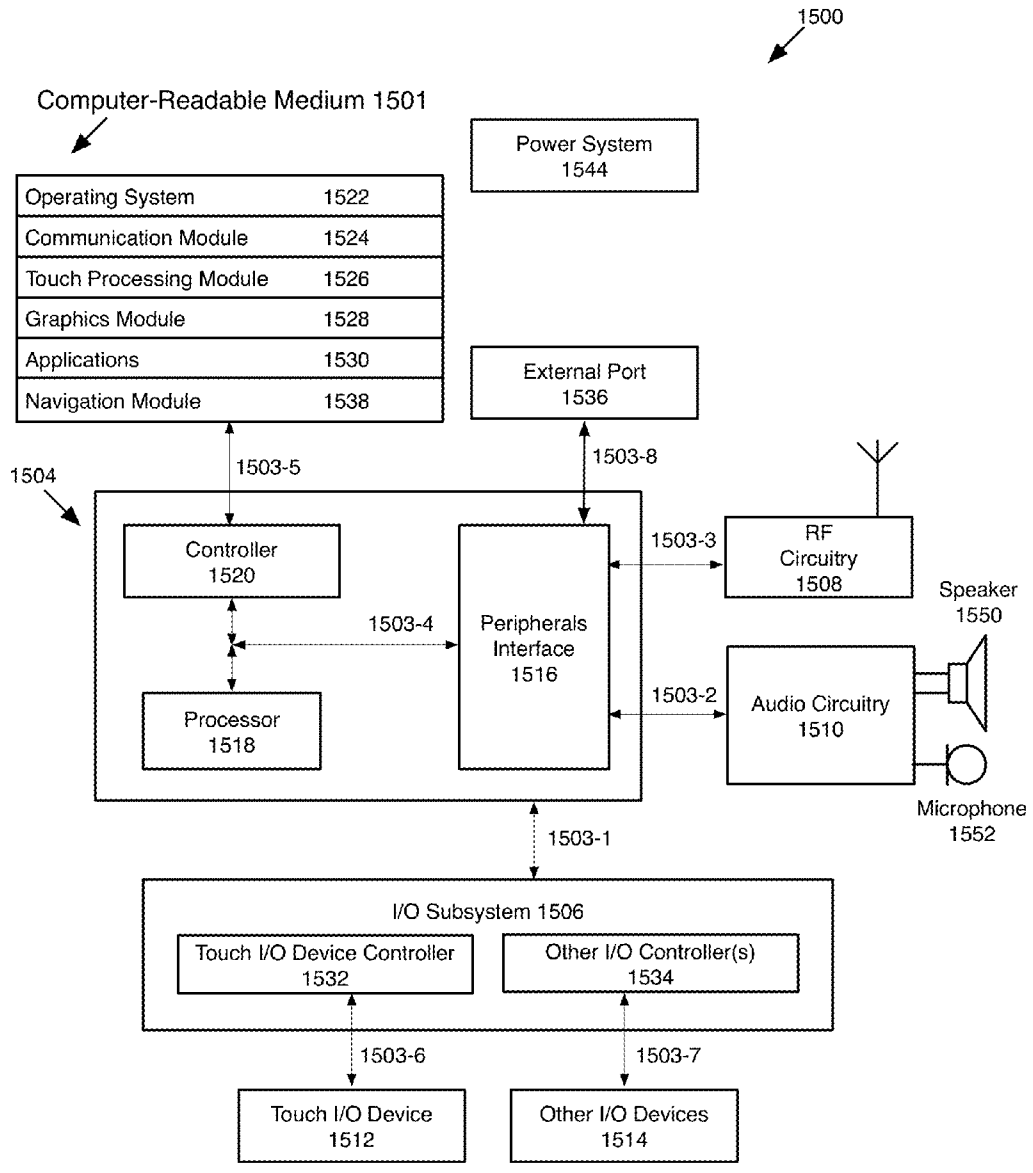 1500
Computer-Readable Medium 1501
Power System
1544
Operating System 1522
Communication Module 1524
Touch Processing Module 1526
Graphics Module 1528
Applications 1530
Navigation Module 1538
External Port
1536
1504
1503-5
1503-8
Controller
1520
1503-4
Processor
1518
Peripherals
Interface
1516
1503-3
RF
Circuitry
1508
Speaker
1550
1503-2
Audio Circuitry
1510
Microphone
1552
1503-1
I/O Subsystem 1506
Touch I/O Device Controller
1532
Other I/O Controller(s)
1534
1503-6
1503-7
Touch I/O Device
1512
Other I/O Devices
1514